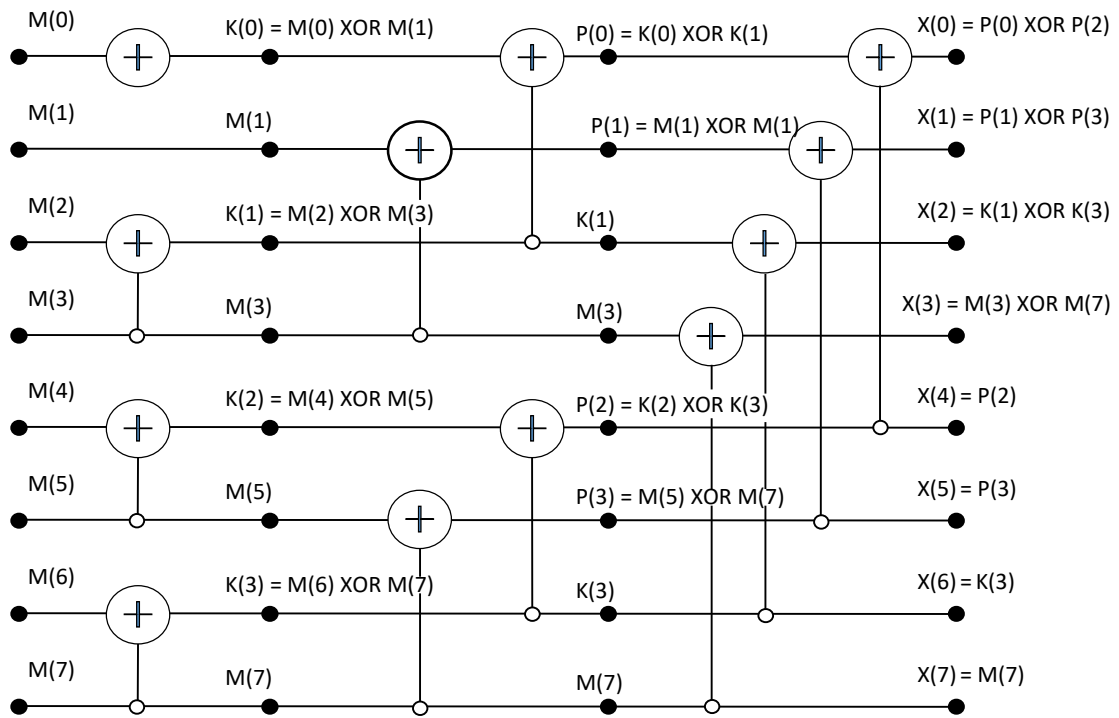 M(0)
K(0) = M(0) XOR M(1)
P(0) = K(0) XOR K(1)
X(0) = P(0) XOR P(2)
M(1)
M(1)
P(1) = M(1) XOR M(1)
X(1) = P(1) XOR P(3)
M(2)
K(1) = M(2) XOR M(3)
K(1)
X(2) = K(1) XOR K(3)
M(3)
M(3)
M(3)
X(3) = M(3) XOR M(7)
M(4)
K(2) = M(4) XOR M(5)
P(2) = K(2) XOR K(3)
X(4) = P(2)
M(5)
M(5)
P(3) = M(5) XOR M(7)
X(5) = P(3)
M(6)
K(3) = M(6) XOR M(7)
K(3)
X(6) = K(3)
M(7)
M(7)
M(7)
X(7) = M(7)